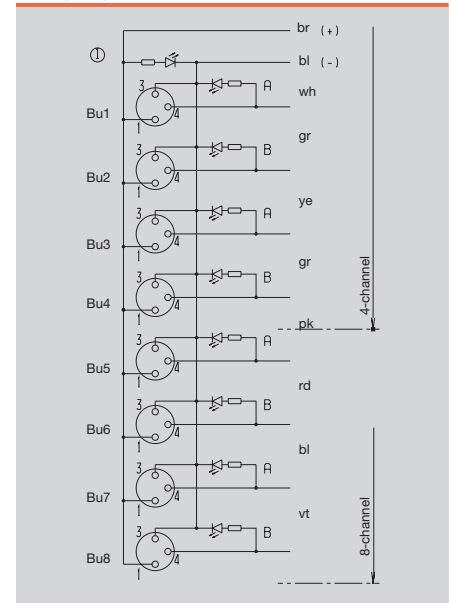 br (+)
① bl (-)
3 A wh
Bu1 4
1 gr
3 B
Bu2 4
1 ye
3 A
Bu3 4
1 gr
3 B
Bu4 4
1 pk
3 A
Bu5 4
1 rd
3 B
Bu6 4
1 bl
3 A
Bu7 4
1 vt
3 B
Bu8 4
1
4-channel
8-channel